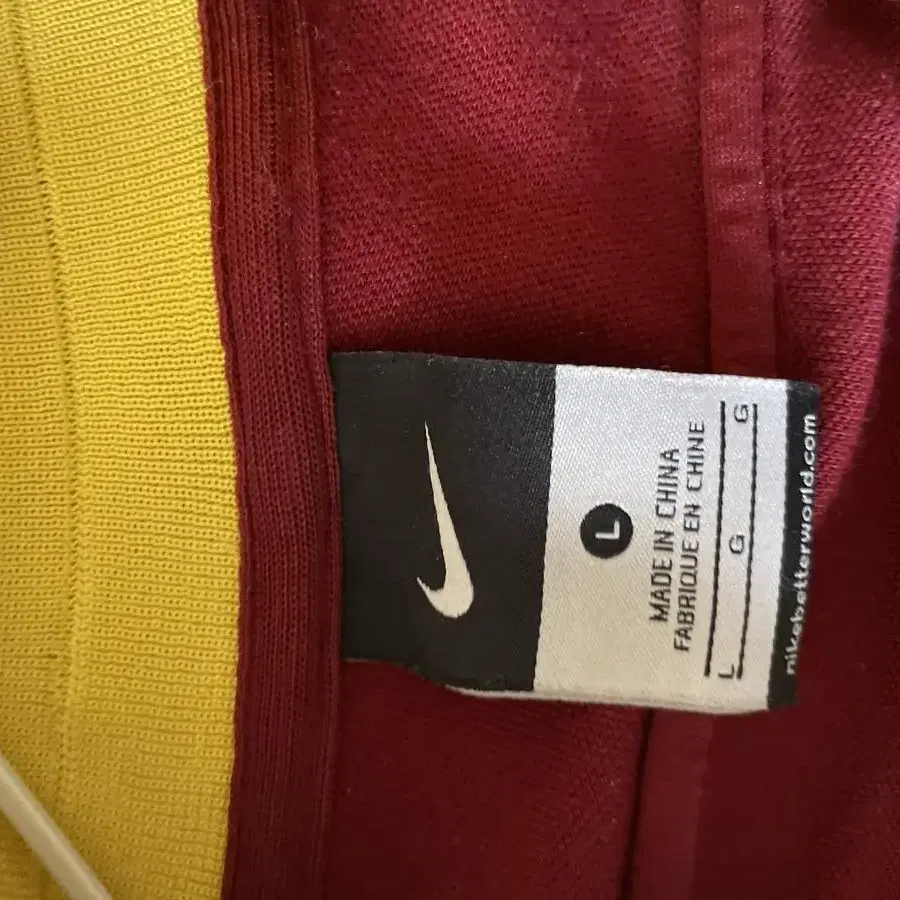 L
MADE IN CHINA
FABRIQUE EN CHINE
L G G
nikebetterworld.com